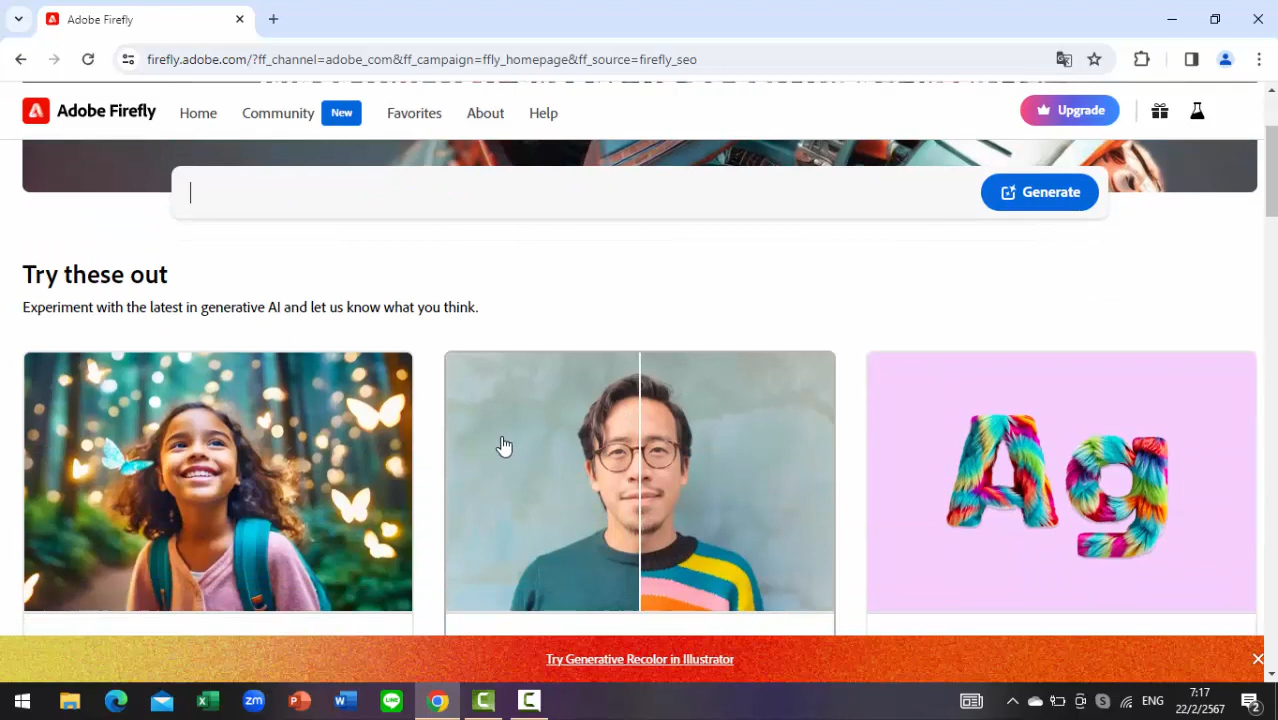 Adobe Firefly
firefly.adobe.com/?ff_channel=adobe_com&ff_campaign=ffly_homepage&ff_source=firefly_seo
Adobe Firefly
Home
Community
New
Favorites
About
Help
Upgrade
Generate
Try these out
Experiment with the latest in generative AI and let us know what you think.
Ag
Try Generative Recolor in Illustrator
ENG
7:17
22/2/2567
2